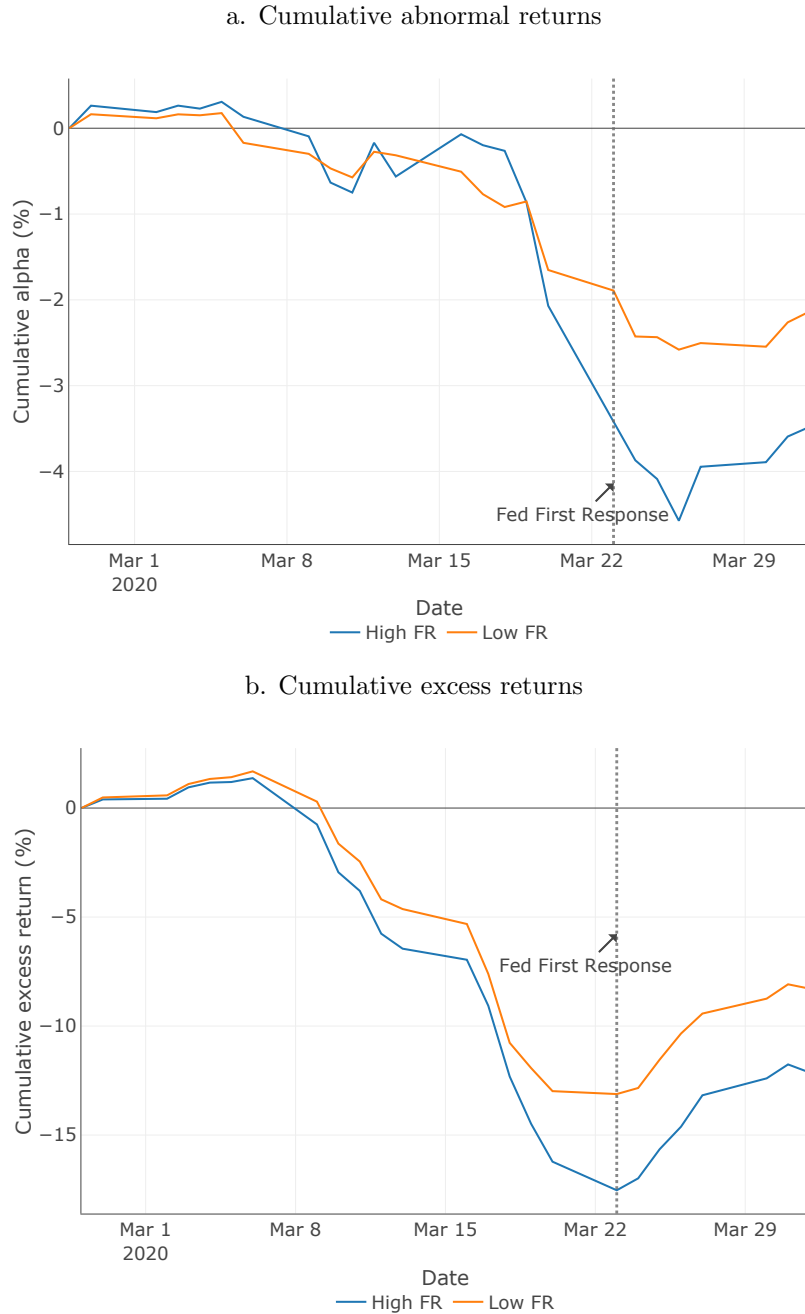 a. Cumulative abnormal returns
0
−1
−2
−3
−4
Cumulative alpha (%)
Fed First Response
Mar 1
2020
Mar 8
Mar 15
Mar 22
Mar 29
Date
High FR
Low FR
b. Cumulative excess returns
0
−5
−10
−15
Cumulative excess return (%)
Fed First Response
Mar 1
2020
Mar 8
Mar 15
Mar 22
Mar 29
Date
High FR
Low FR